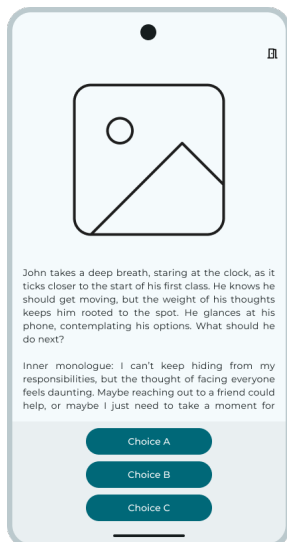 John takes a deep breath, staring at the clock, as it
ticks closer to the start of his first class. He knows he
should get moving, but the weight of his thoughts
keeps him rooted to the spot. He glances at his
phone, contemplating his options. What should he
do next?
Inner monologue: I can't keep hiding from my
responsibilities, but the thought of facing everyone
feels daunting. Maybe reaching out to a friend could
help, or maybe I just need to take a moment for
Choice A
Choice B
Choice C